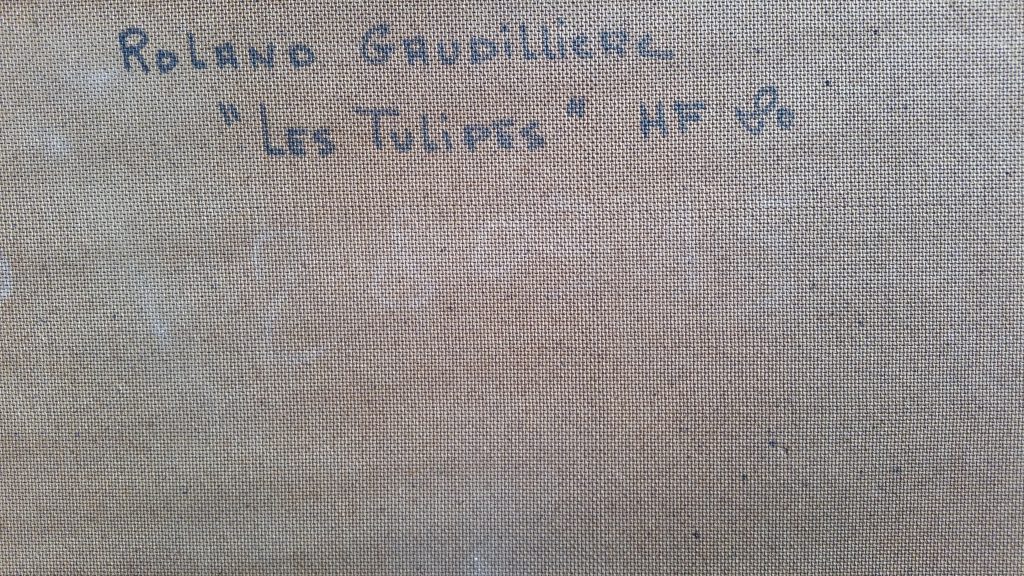 Roland Gaudilliere
"Les Tulipes" HF